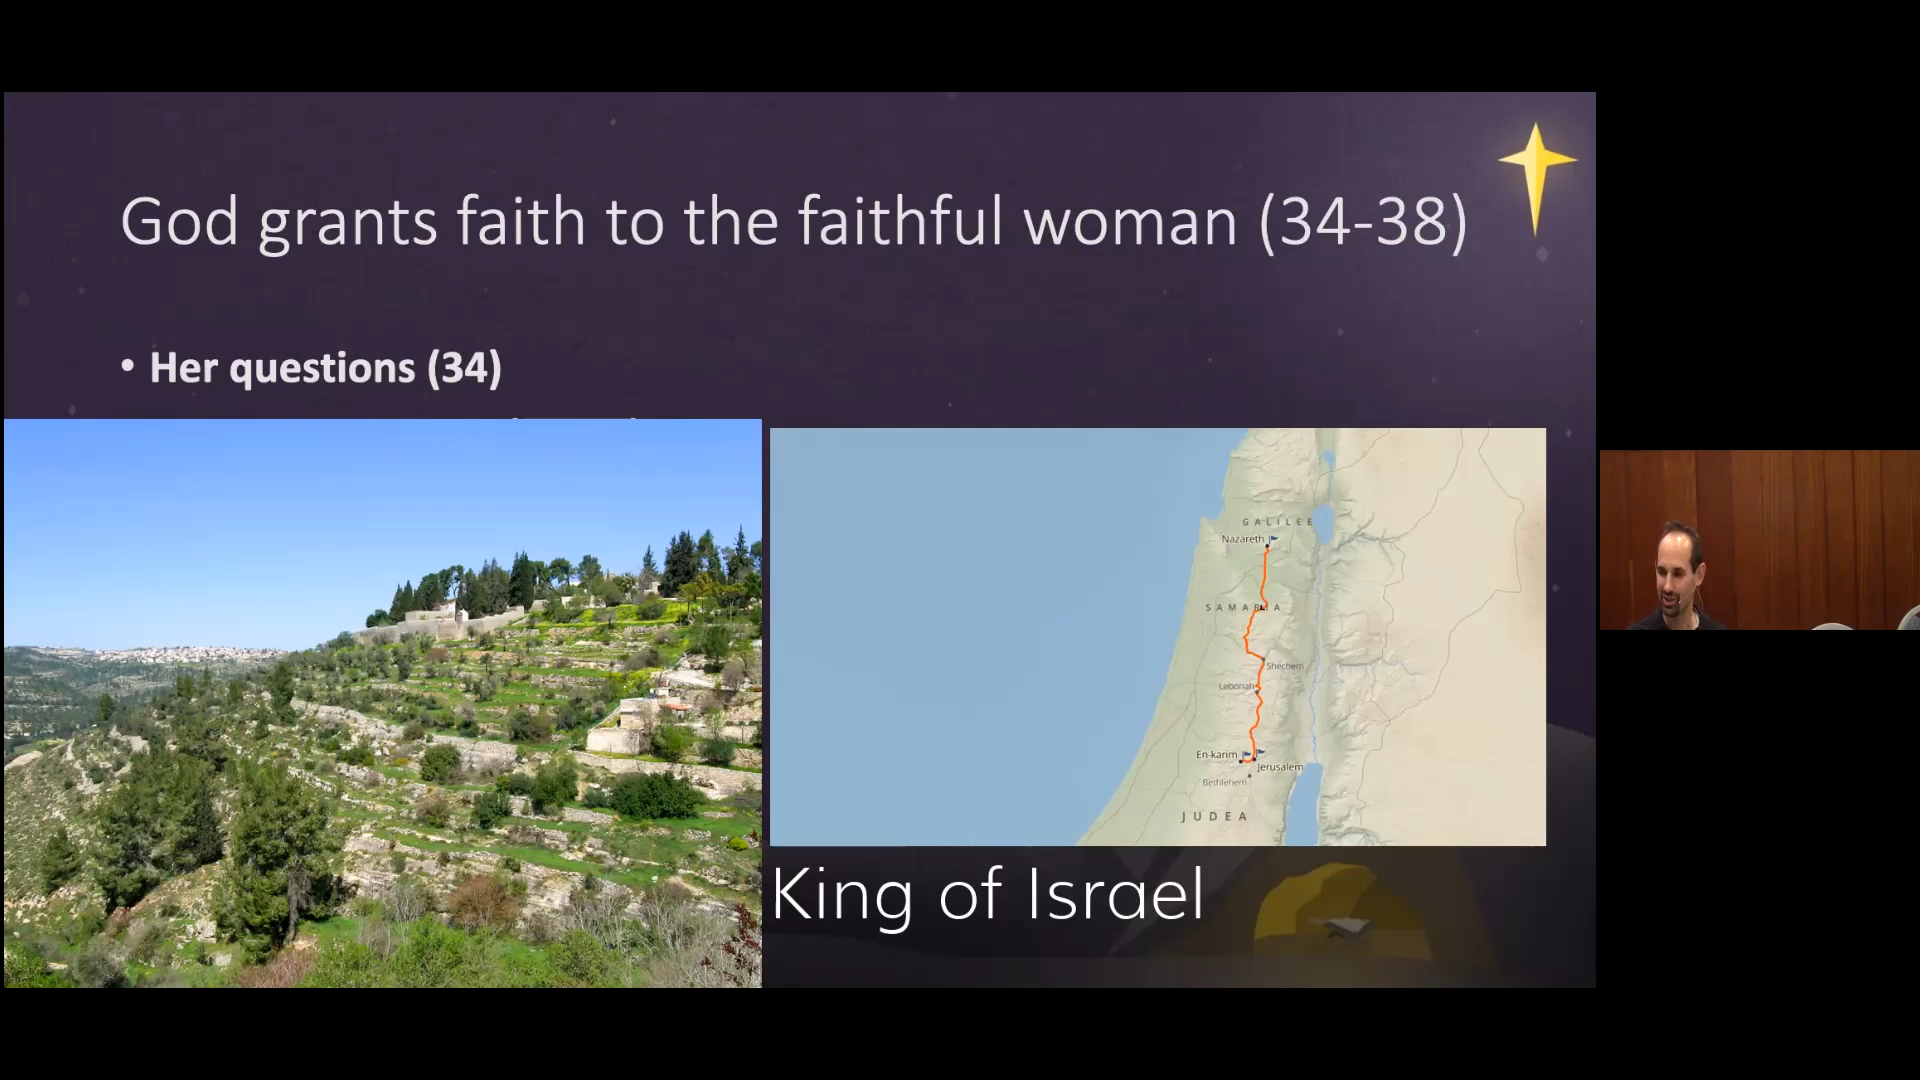 God grants faith to the faithful woman (34-38)
• Her questions (34)
GALILEE
Nazareth
SAMARIA
Shechem
Lebonah
En-karim
Jerusalem
Bethlehem
JUDEA
King of Israel